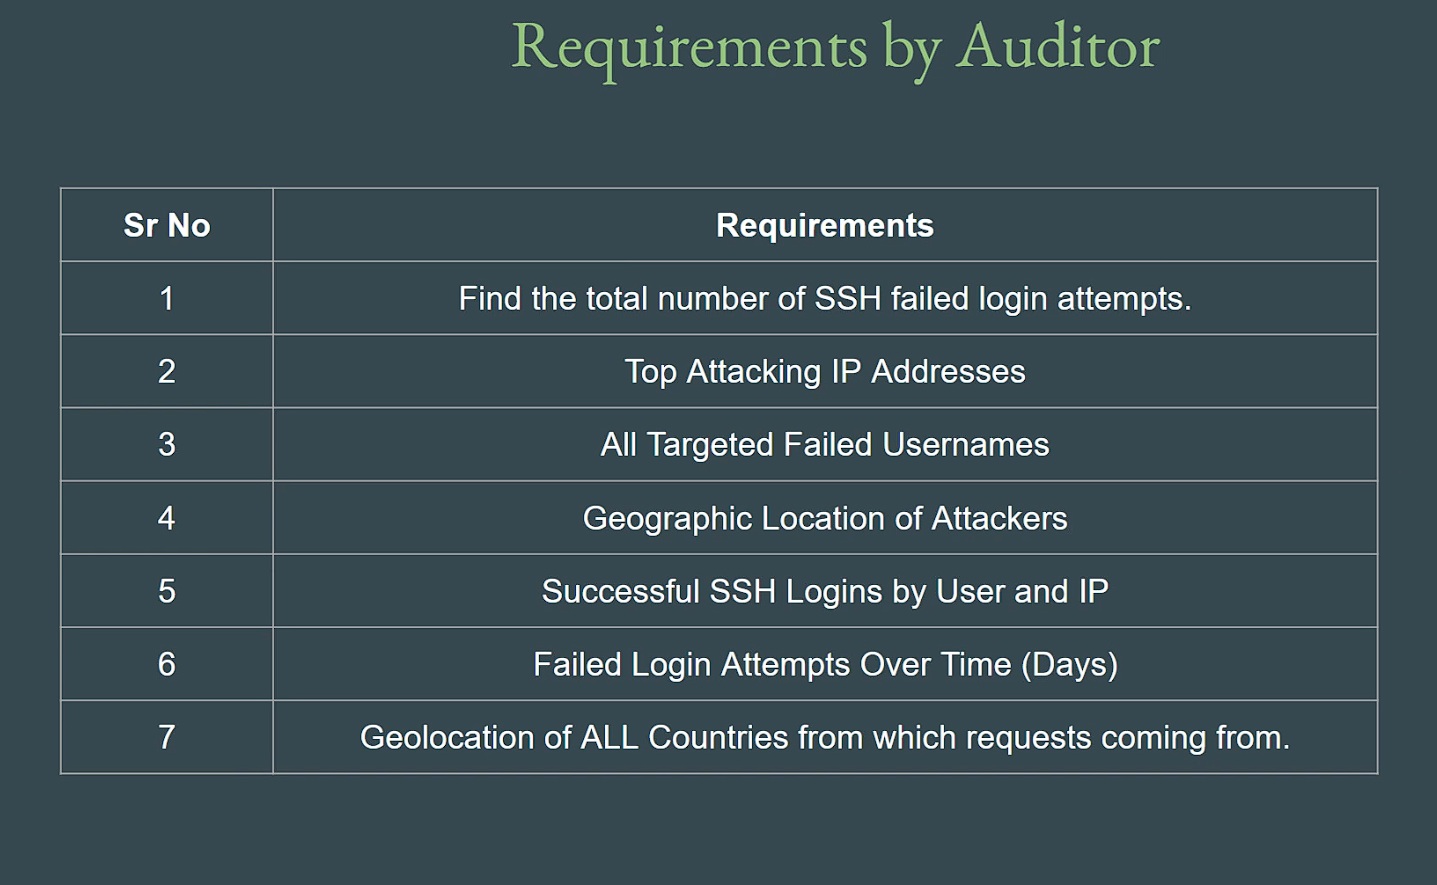 Requirements by Auditor
Sr No Requirements
1 Find the total number of SSH failed login attempts.
2 Top Attacking IP Addresses
3 All Targeted Failed Usernames
4 Geographic Location of Attackers
5 Successful SSH Logins by User and IP
6 Failed Login Attempts Over Time (Days)
7 Geolocation of ALL Countries from which requests coming from.